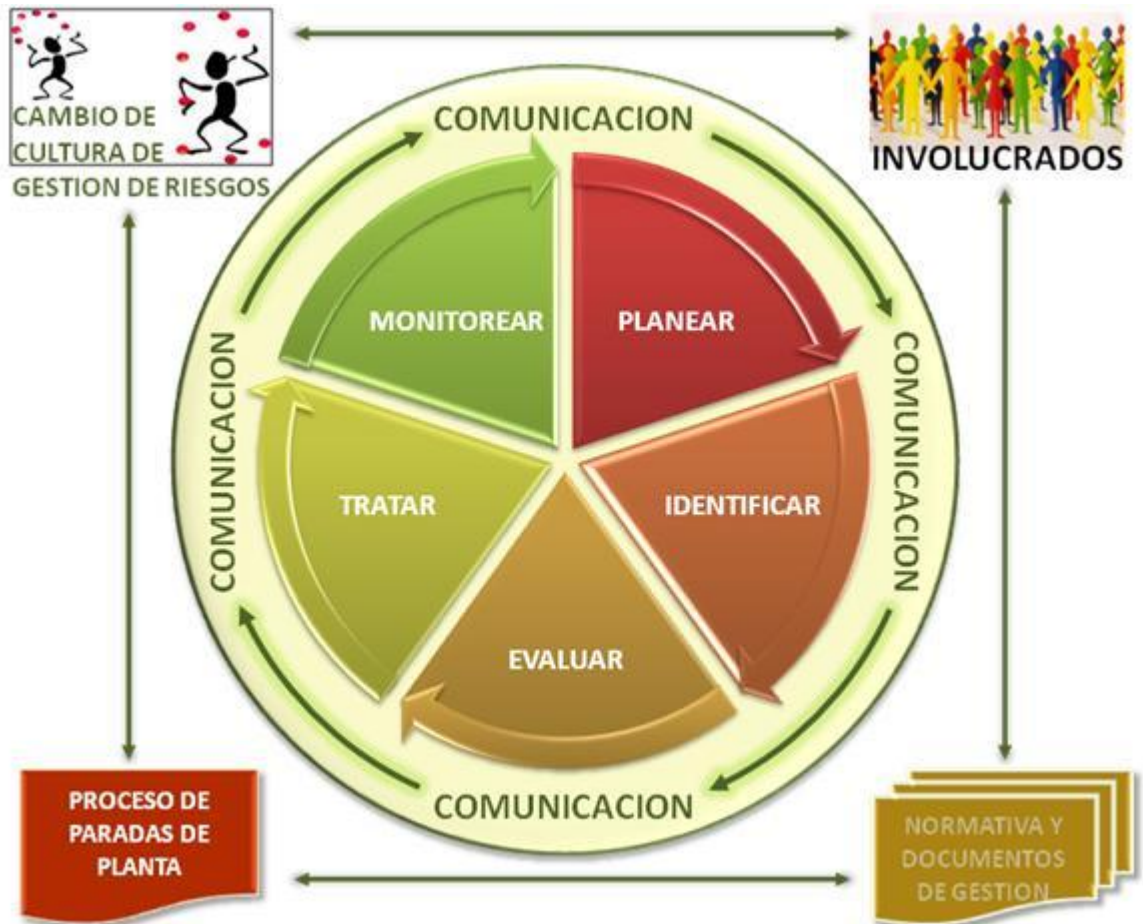 CAMBIO DE
CULTURA DE
GESTION DE RIESGOS
INVOLUCRADOS
COMUNICACION
COMUNICACION
COMUNICACION
COMUNICACION
MONITOREAR
PLANEAR
TRATAR
IDENTIFICAR
EVALUAR
PROCESO DE
PARADAS DE
PLANTA
NORMATIVA Y
DOCUMENTOS
DE GESTION